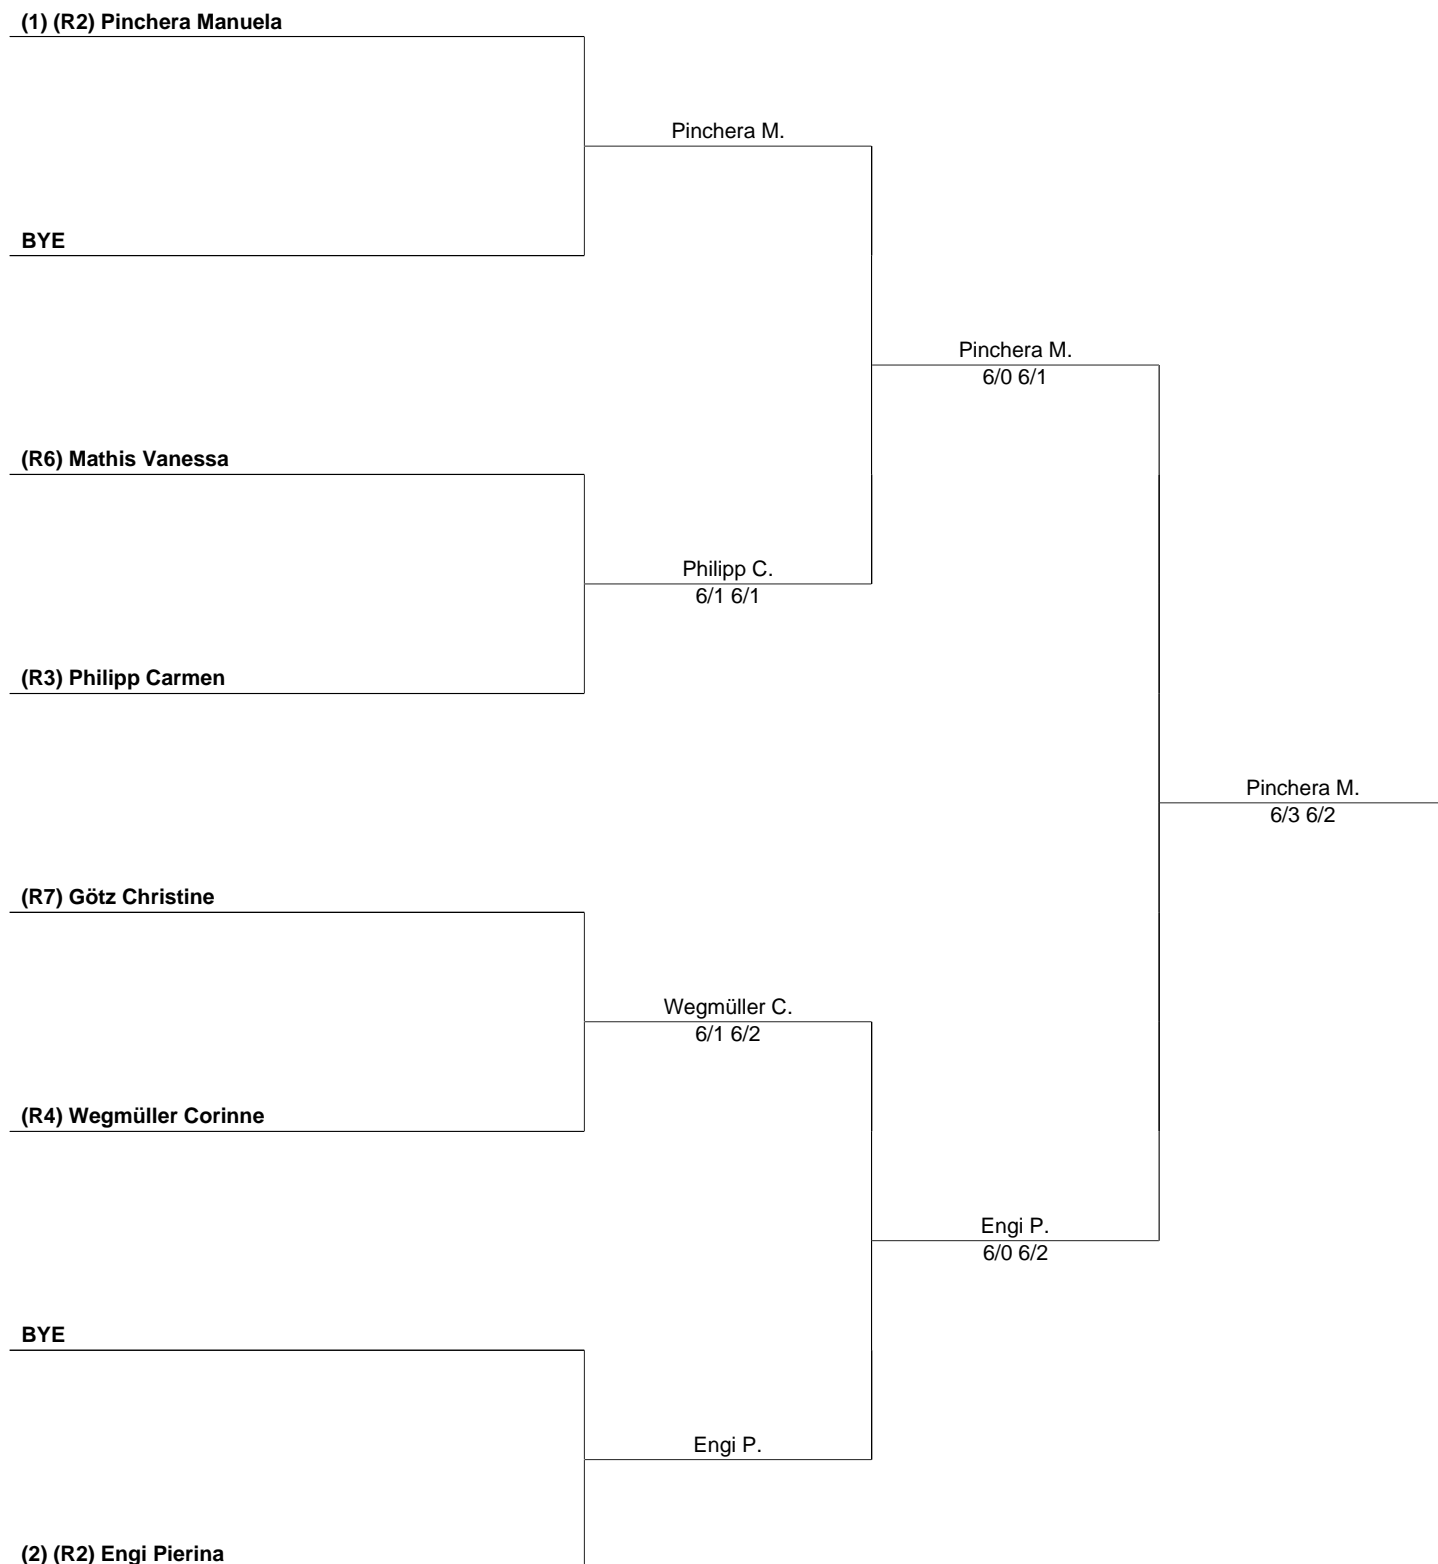 (1) (R2) Pinchera Manuela
Pinchera M.
BYE
Pinchera M.
6/0 6/1
(R6) Mathis Vanessa
Philipp C.
6/1 6/1
(R3) Philipp Carmen
Pinchera M.
6/3 6/2
(R7) Götz Christine
Wegmüller C.
6/1 6/2
(R4) Wegmüller Corinne
Engi P.
6/0 6/2
BYE
Engi P.
(2) (R2) Engi Pierina